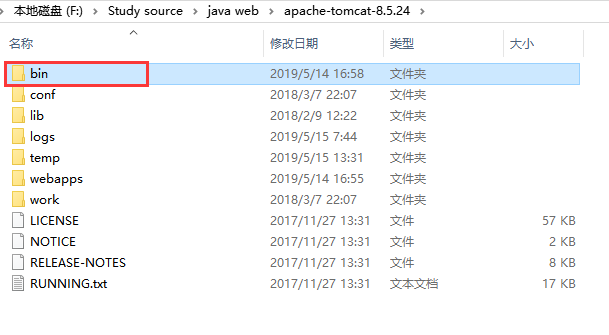 本地磁盘 (F:) › Study source › java web › apache-tomcat-8.5.24 ›
名称 修改日期 类型 大小
bin 2019/5/14 16:58 文件夹
conf 2018/3/7 22:07 文件夹
lib 2018/2/9 12:22 文件夹
logs 2019/5/15 7:44 文件夹
temp 2019/5/15 13:31 文件夹
webapps 2019/5/14 16:55 文件夹
work 2018/3/7 22:07 文件夹
LICENSE 2017/11/27 13:31 文件 57 KB
NOTICE 2017/11/27 13:31 文件 2 KB
RELEASE-NOTES 2017/11/27 13:31 文件 8 KB
RUNNING.txt 2017/11/27 13:31 文本文档 17 KB